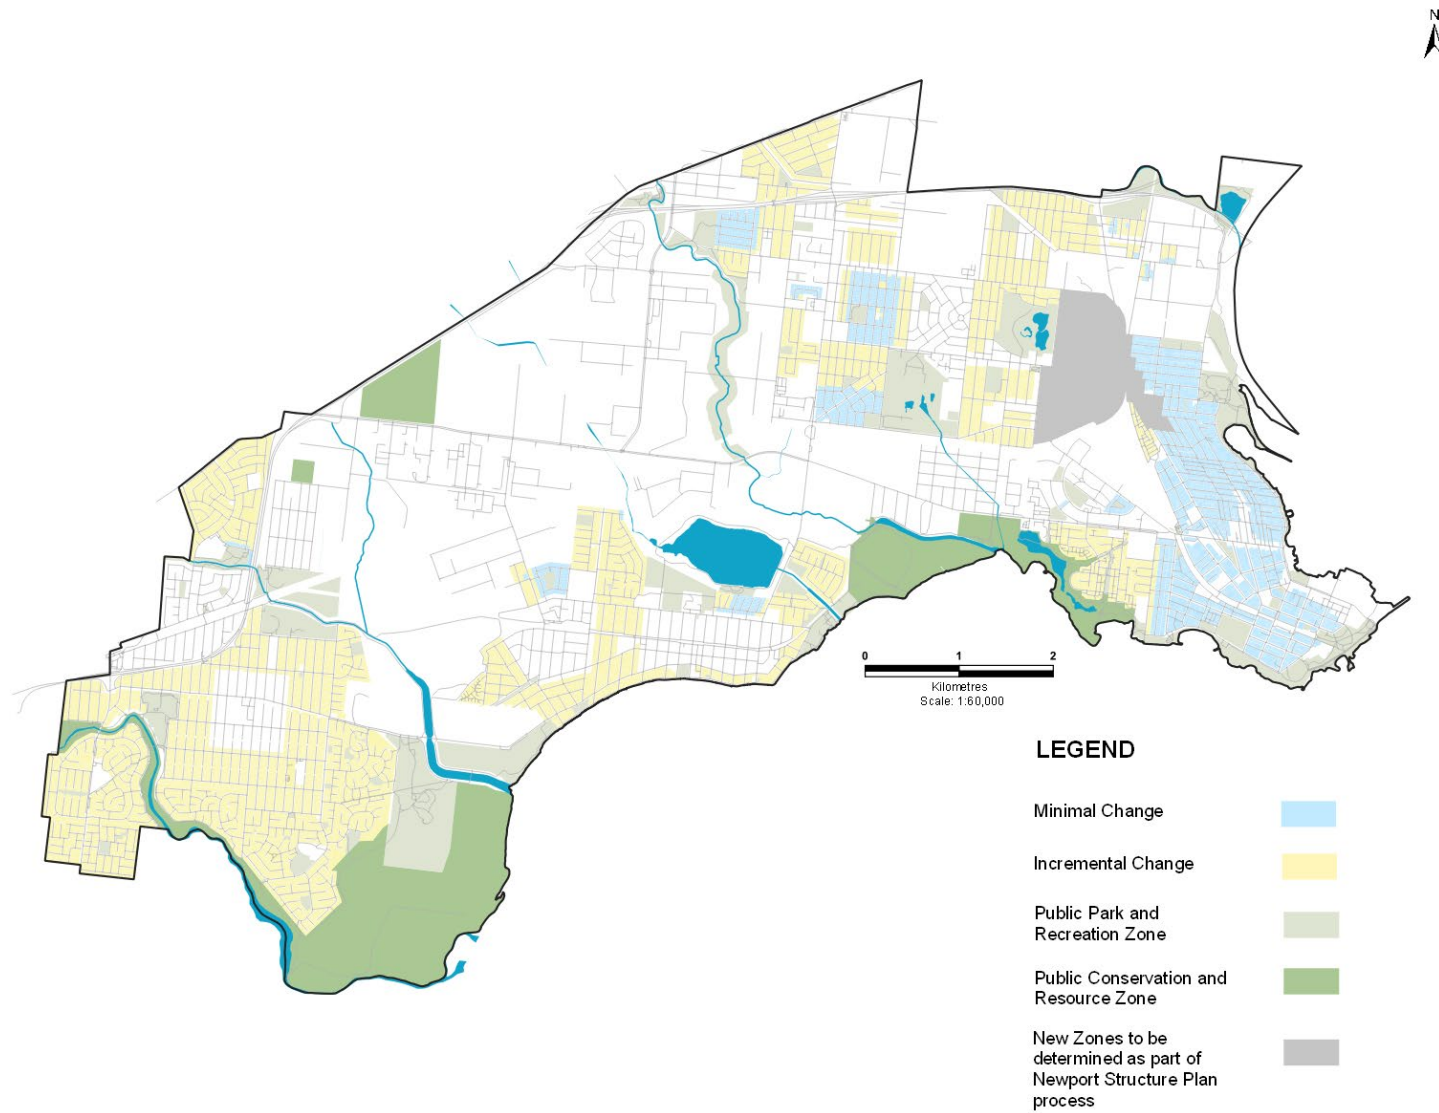 N
0 1 2
Kilometres
Scale: 1:60,000
LEGEND
Minimal Change
Incremental Change
Public Park and
Recreation Zone
Public Conservation and
Resource Zone
New Zones to be
determined as part of
Newport Structure Plan
process